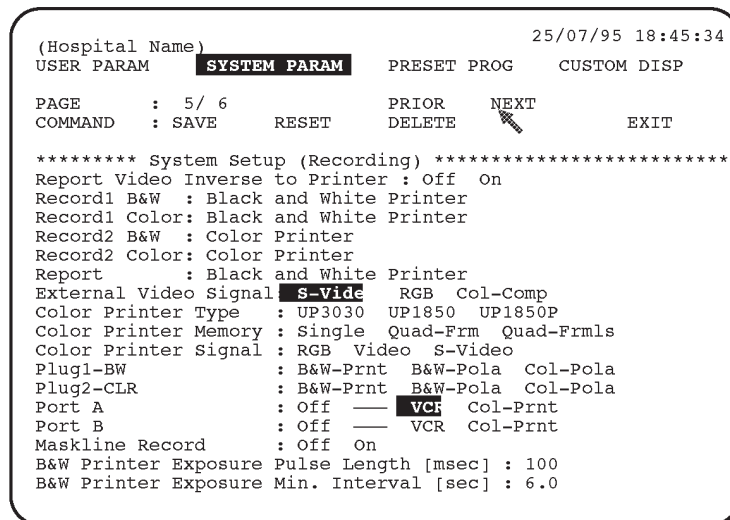 25/07/95 18:45:34
(Hospital Name)
USER PARAM SYSTEM PARAM PRESET PROG CUSTOM DISP
PAGE : 5/ 6 PRIOR NEXT
COMMAND : SAVE RESET DELETE EXIT
********* System Setup (Recording) **************************
Report Video Inverse to Printer : Off On
Record1 B&W : Black and White Printer
Record1 Color: Black and White Printer
Record2 B&W : Color Printer
Record2 Color: Color Printer
Report : Black and White Printer
External Video Signal S-Vide RGB Col-Comp
Color Printer Type : UP3030 UP1850 UP1850P
Color Printer Memory : Single Quad-Frm Quad-Frmls
Color Printer Signal : RGB Video S-Video
Plug1-BW : B&W-Prnt B&W-Pola Col-Pola
Plug2-CLR : B&W-Prnt B&W-Pola Col-Pola
Port A : Off —— VCR Col-Prnt
Port B : Off —— VCR Col-Prnt
Maskline Record : Off On
B&W Printer Exposure Pulse Length [msec] : 100
B&W Printer Exposure Min. Interval [sec] : 6.0